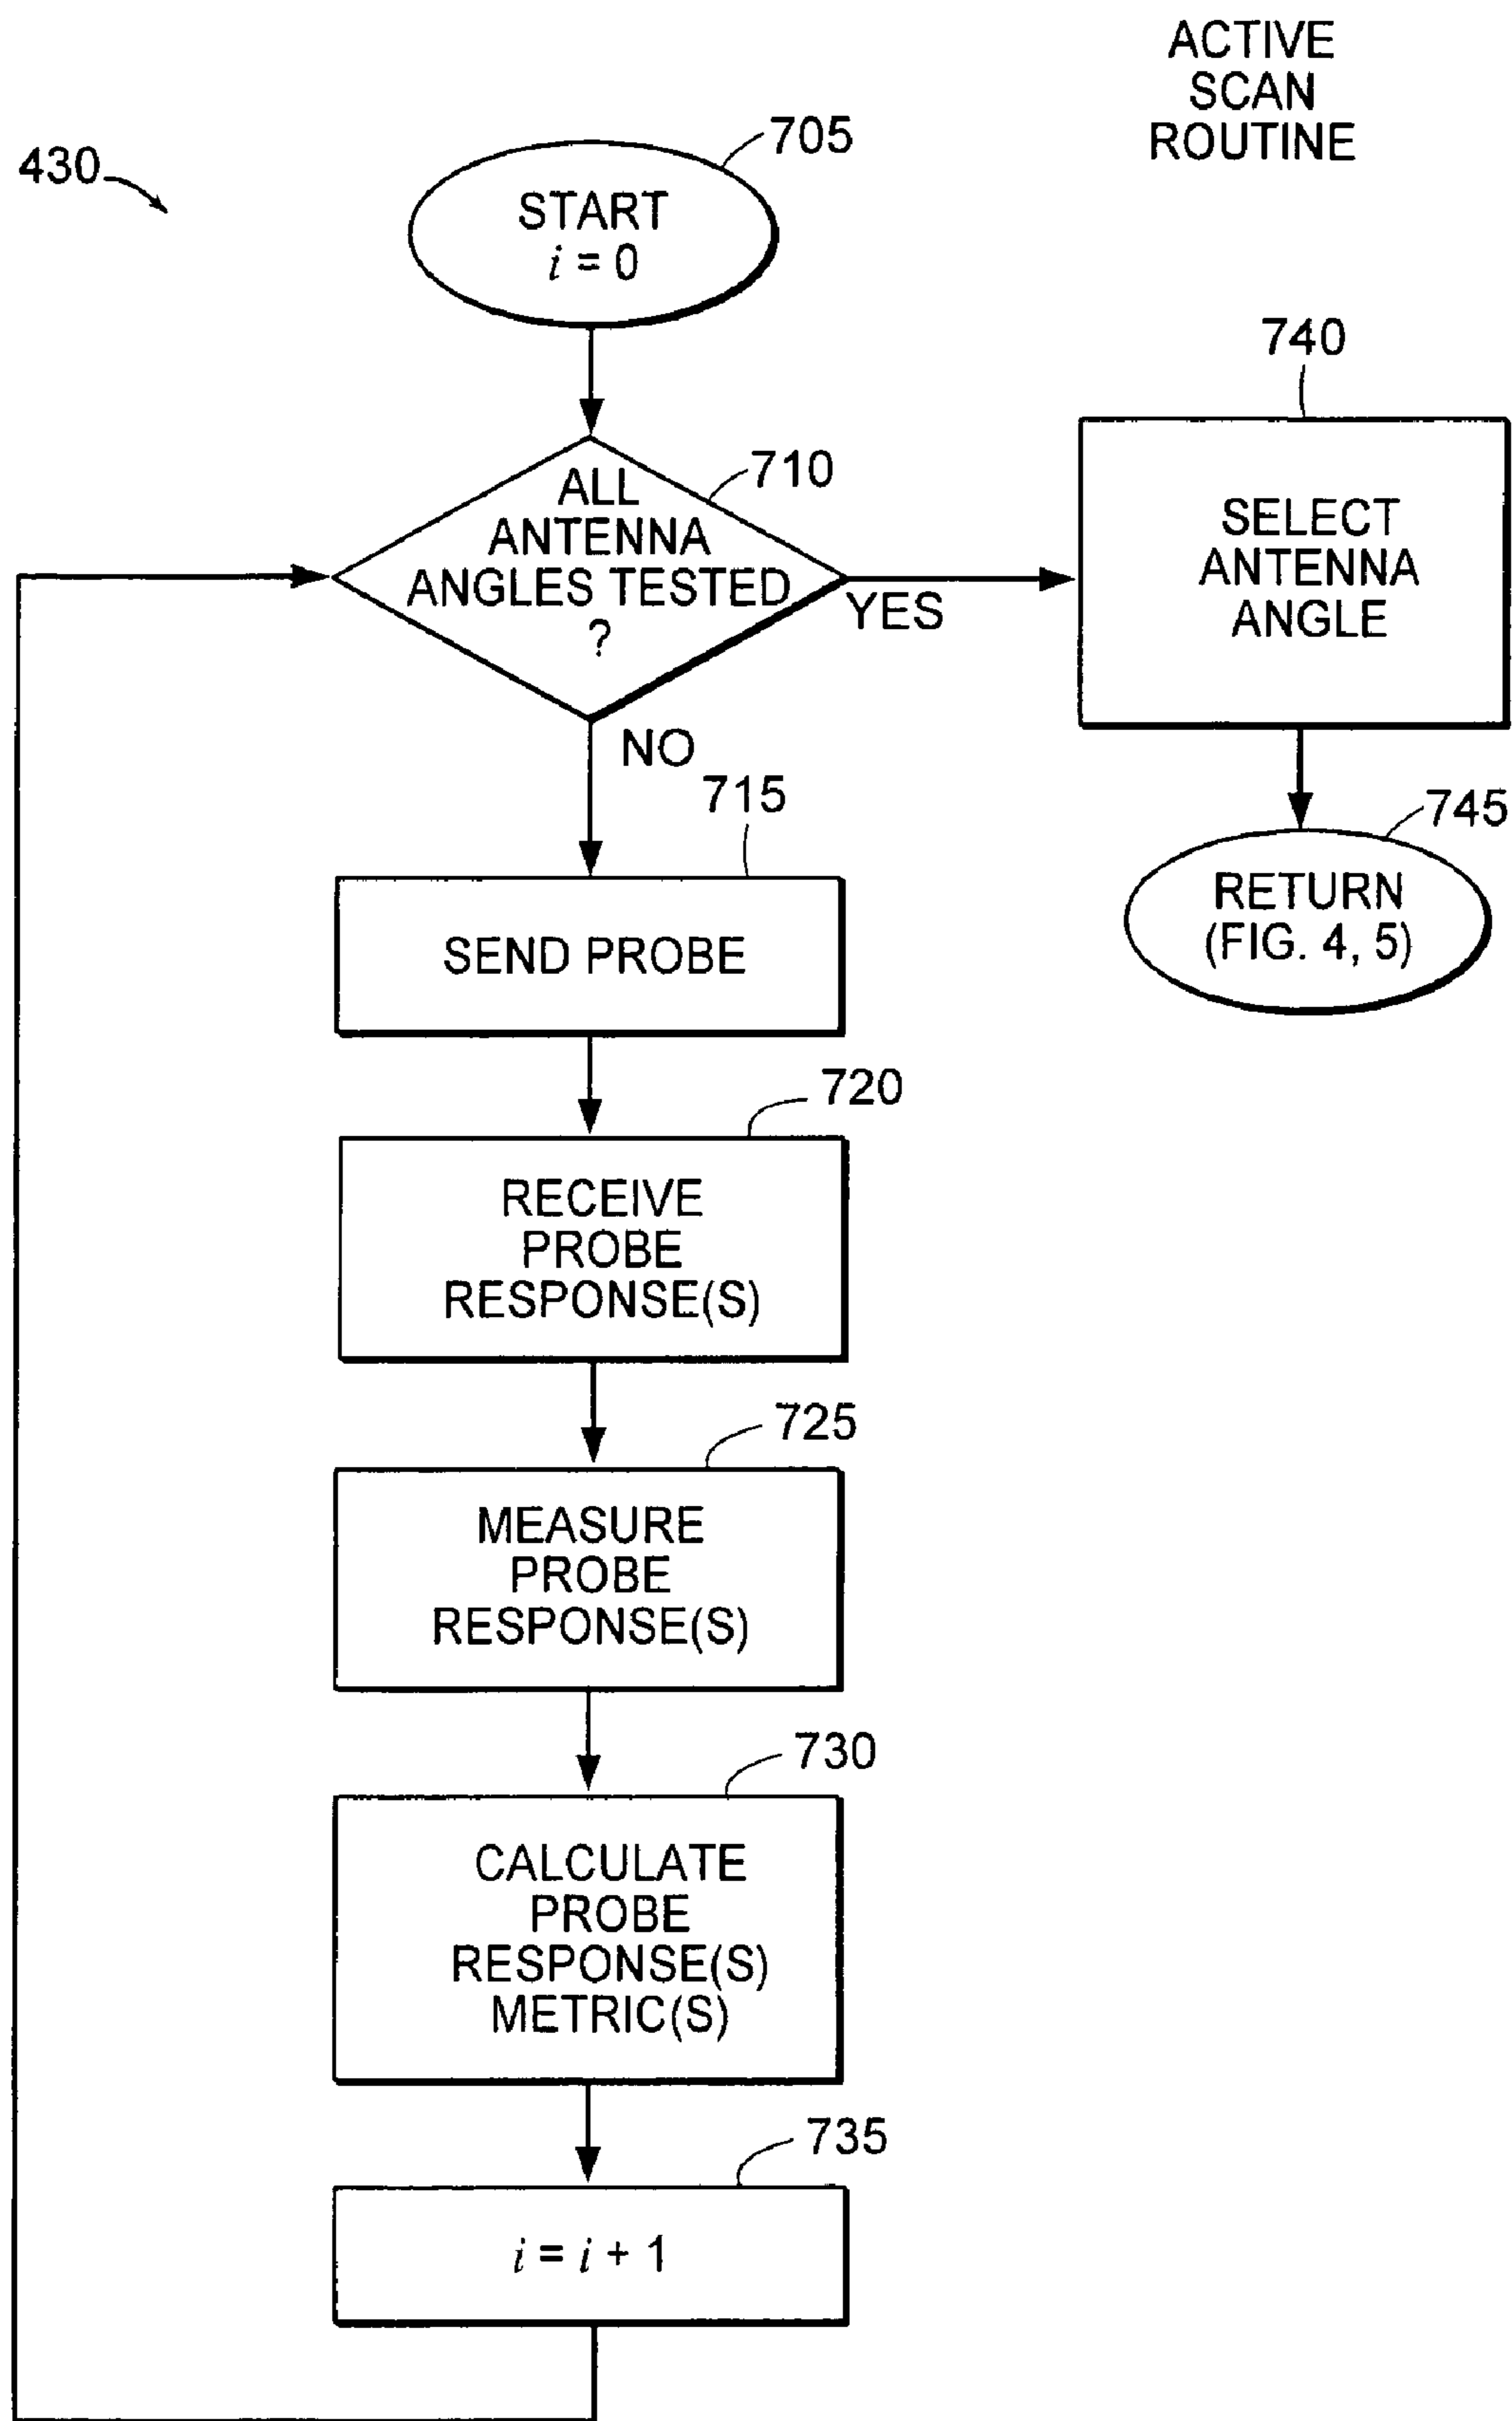 ACTIVE
SCAN
ROUTINE
430
705
START
i = 0
710
ALL
ANTENNA
ANGLES TESTED
?
YES
NO
740
SELECT
ANTENNA
ANGLE
745
RETURN
(FIG. 4, 5)
715
SEND PROBE
720
RECEIVE
PROBE
RESPONSE(S)
725
MEASURE
PROBE
RESPONSE(S)
730
CALCULATE
PROBE
RESPONSE(S)
METRIC(S)
735
i = i + 1